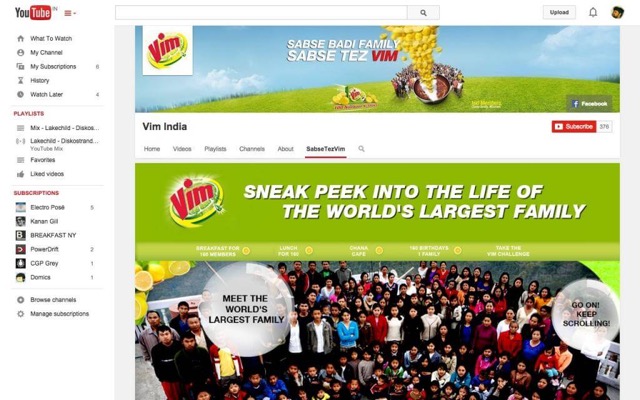 YouTube IN
Upload
What To Watch
My Channel
My Subscriptions 6
History
Watch Later 4
PLAYLISTS
Mix - Lakechild - Diskos...
Lakechild - Diskostrand...
YouTube Mix
Favorites
Liked videos
SUBSCRIPTIONS
Electro Posé 5
Kanan Gill
BREAKFAST NY
PowerDrift 2
CGP Grey 1
Domics 1
Browse channels
Manage subscriptions
Vim
SABSE BADI FAMILY
SABSE TEZ VIM
Facebook
Vim India
Subscribe 376
Home Videos Playlists Channels About SabseTezVim
Vim
SNEAK PEEK INTO THE LIFE OF
THE WORLD'S LARGEST FAMILY
BREAKFAST FOR
160 MEMBERS
LUNCH
FOR 160
GHANA
CAFE
160 BIRTHDAYS
1 FAMILY
TAKE THE
VIM CHALLENGE
MEET THE
WORLD'S
LARGEST FAMILY
GO ON!
KEEP
SCROLLING!